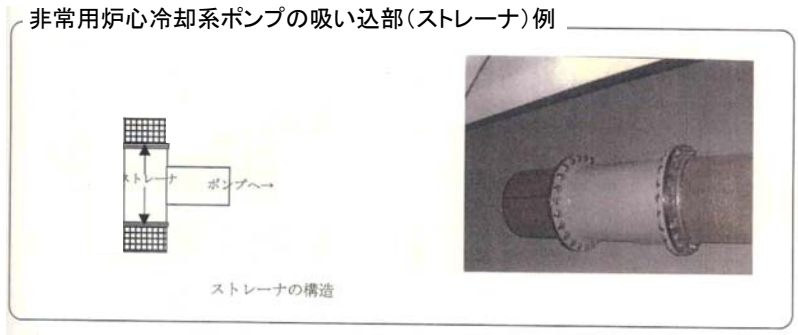 非常用炉心冷却系ポンプの吸い込部(ストレーナ)例
ストレーナ
ポンプへ→
ストレーナの構造